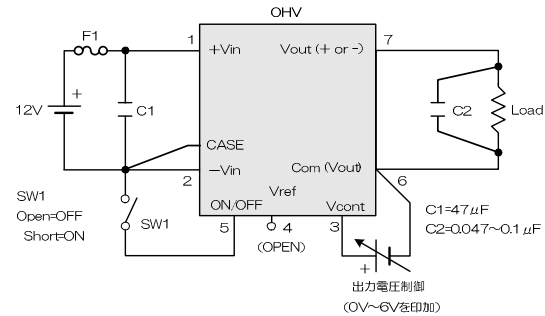 OHV
F1
1
+Vin
Vout (+ or -)
7
12V
+
C1
C2
Load
CASE
2
−Vin
Com (Vout)
6
Vref
SW1
Open=OFF
Short=ON
SW1
ON/OFF
Vcont
5
4
(OPEN)
3
C1=47μF
C2=0.047～0.1μF
+
出力電圧制御
(0V～6Vを印加)